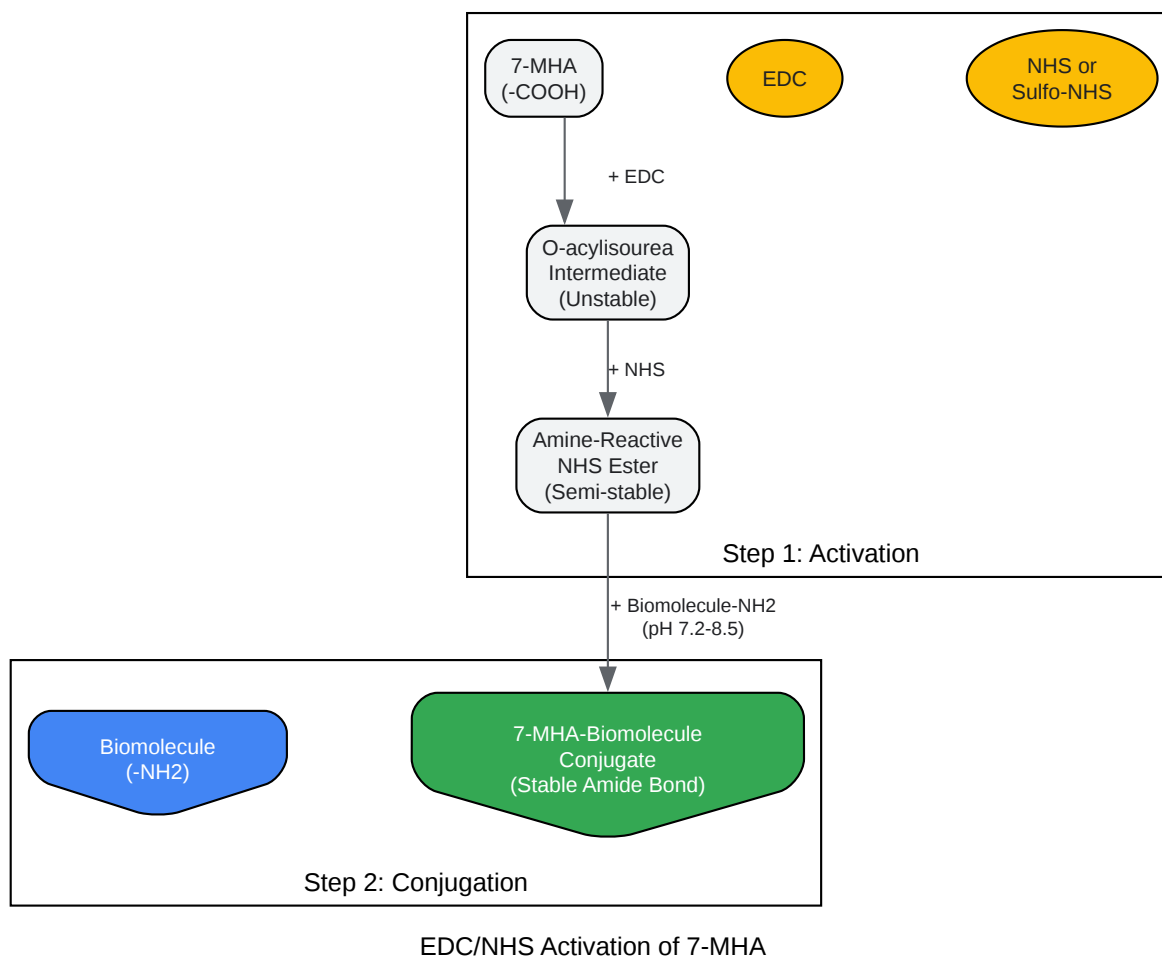 7-MHA
(-COOH)
EDC
NHS or
Sulfo-NHS
+ EDC
O-acylisourea
Intermediate
(Unstable)
+ NHS
Amine-Reactive
NHS Ester
(Semi-stable)
Step 1: Activation
+ Biomolecule-NH2
(pH 7.2-8.5)
Biomolecule
(-NH2)
7-MHA-Biomolecule
Conjugate
(Stable Amide Bond)
Step 2: Conjugation
EDC/NHS Activation of 7-MHA